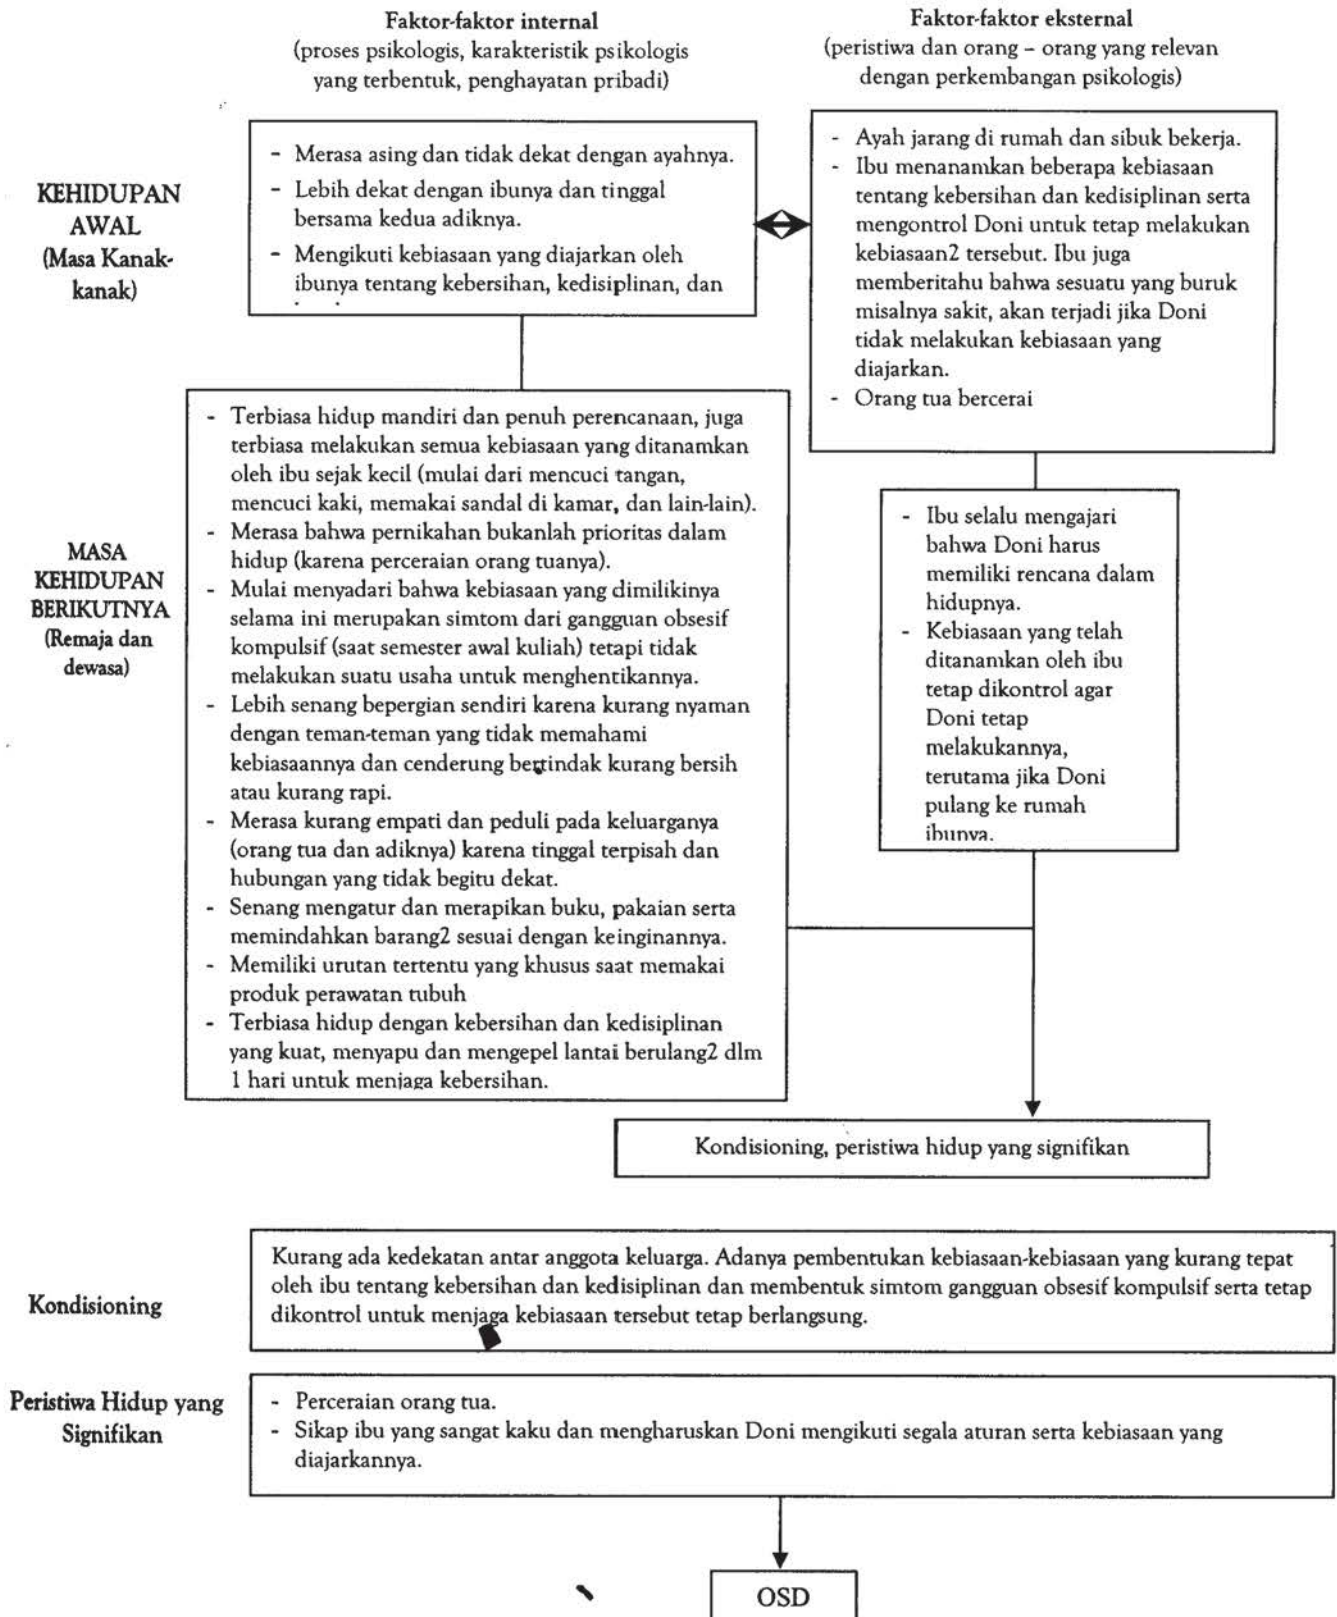 Faktor-faktor internal
(proses psikologis, karakteristik psikologis
yang terbentuk, penghayatan pribadi)
Faktor-faktor eksternal
(peristiwa dan orang – orang yang relevan
dengan perkembangan psikologis)
KEHIDUPAN
AWAL
(Masa Kanak-
kanak)
- Merasa asing dan tidak dekat dengan ayahnya.
- Lebih dekat dengan ibunya dan tinggal
bersama kedua adiknya.
- Mengikuti kebiasaan yang diajarkan oleh
ibunya tentang kebersihan, kedisiplinan, dan
- Ayah jarang di rumah dan sibuk bekerja.
- Ibu menanamkan beberapa kebiasaan
tentang kebersihan dan kedisiplinan serta
mengontrol Doni untuk tetap melakukan
kebiasaan2 tersebut. Ibu juga
memberitahu bahwa sesuatu yang buruk
misalnya sakit, akan terjadi jika Doni
tidak melakukan kebiasaan yang
diajarkan.
- Orang tua bercerai
MASA
KEHIDUPAN
BERIKUTNYA
(Remaja dan
dewasa)
- Terbiasa hidup mandiri dan penuh perencanaan, juga
terbiasa melakukan semua kebiasaan yang ditanamkan
oleh ibu sejak kecil (mulai dari mencuci tangan,
mencuci kaki, memakai sandal di kamar, dan lain-lain).
- Merasa bahwa pernikahan bukanlah prioritas dalam
hidup (karena perceraian orang tuanya).
- Mulai menyadari bahwa kebiasaan yang dimilikinya
selama ini merupakan simtom dari gangguan obsesif
kompulsif (saat semester awal kuliah) tetapi tidak
melakukan suatu usaha untuk menghentikannya.
- Lebih senang bepergian sendiri karena kurang nyaman
dengan teman-teman yang tidak memahami
kebiasaannya dan cenderung bertindak kurang bersih
atau kurang rapi.
- Merasa kurang empati dan peduli pada keluarganya
(orang tua dan adiknya) karena tinggal terpisah dan
hubungan yang tidak begitu dekat.
- Senang mengatur dan merapikan buku, pakaian serta
memindahkan barang2 sesuai dengan keinginannya.
- Memiliki urutan tertentu yang khusus saat memakai
produk perawatan tubuh
- Terbiasa hidup dengan kebersihan dan kedisiplinan
yang kuat, menyapu dan mengepel lantai berulang2 dlm
1 hari untuk menjaga kebersihan.
- Ibu selalu mengajari
bahwa Doni harus
memiliki rencana dalam
hidupnya.
- Kebiasaan yang telah
ditanamkan oleh ibu
tetap dikontrol agar
Doni tetap
melakukannya,
terutama jika Doni
pulang ke rumah
ibunya.
Kondisioning, peristiwa hidup yang signifikan
Kondisioning
Kurang ada kedekatan antar anggota keluarga. Adanya pembentukan kebiasaan-kebiasaan yang kurang tepat
oleh ibu tentang kebersihan dan kedisiplinan dan membentuk simtom gangguan obsesif kompulsif serta tetap
dikontrol untuk menjaga kebiasaan tersebut tetap berlangsung.
Peristiwa Hidup yang
Signifikan
- Perceraian orang tua.
- Sikap ibu yang sangat kaku dan mengharuskan Doni mengikuti segala aturan serta kebiasaan yang
diajarkannya.
OSD